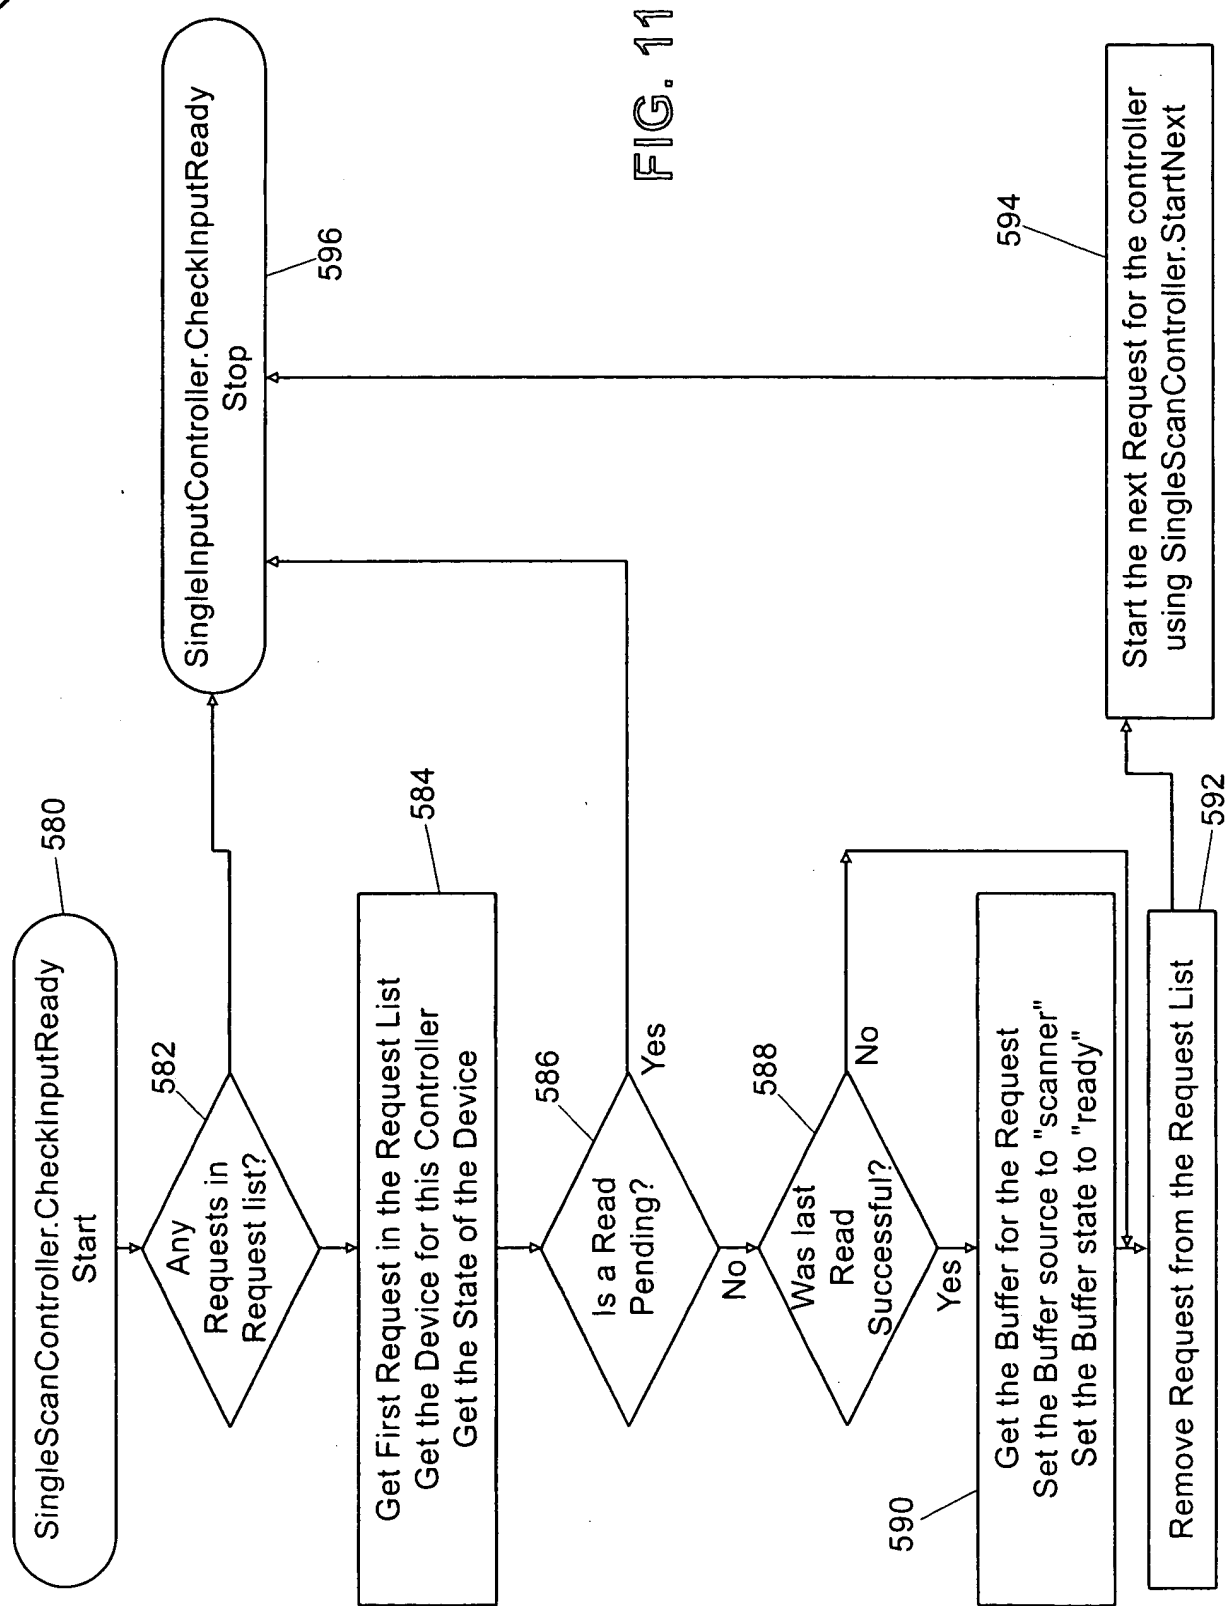 SingleScanController.CheckInputReady
Start
580
Any
Requests in
Request list?
582
Get First Request in the Request List
Get the Device for this Controller
Get the State of the Device
584
Is a Read
Pending?
586
Yes
No
Was last
Read
Successful?
588
No
Yes
Get the Buffer for the Request
Set the Buffer source to "scanner"
Set the Buffer state to "ready"
590
Remove Request from the Request List
592
Start the next Request for the controller
using SingleScanController.StartNext
594
SingleInputController.CheckInputReady
Stop
596
FIG. 11